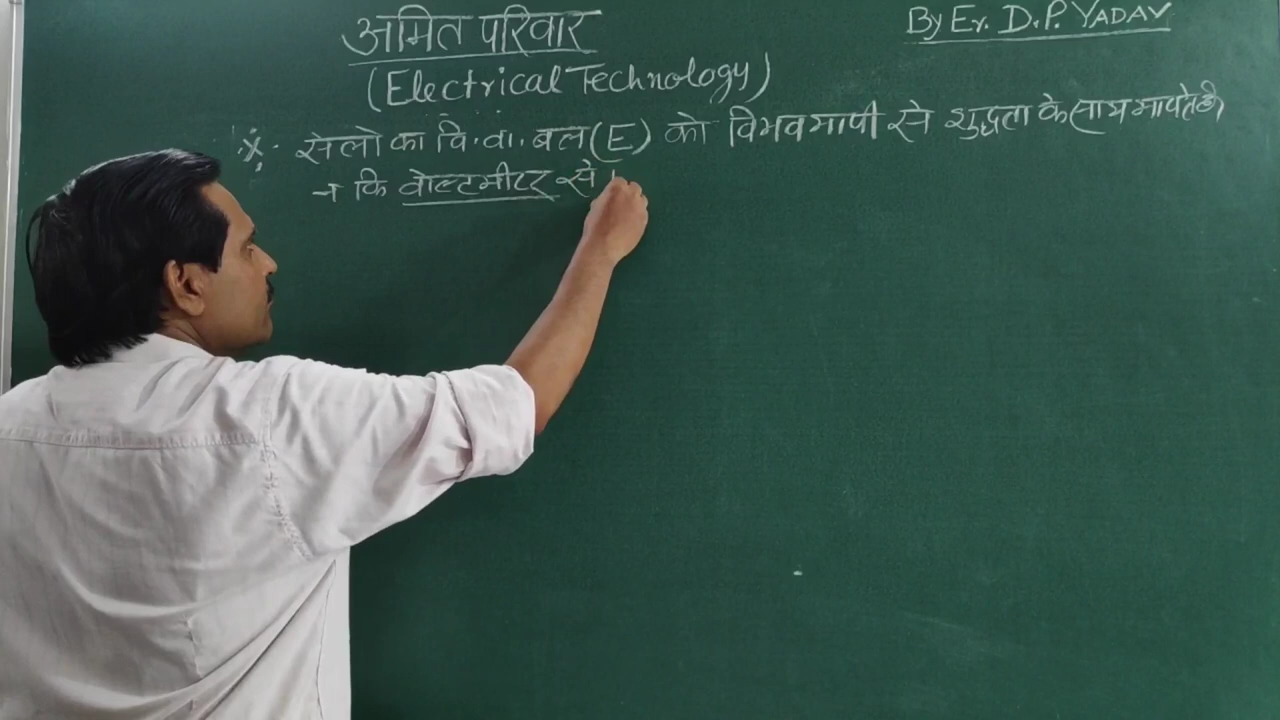 अमित परिवार
By Er. D.P. YADAV
(Electrical Technology)
सेलो का वि.वा.बल(E) को विभवमापी से शुद्धता के साथ मापते है,
न कि वोल्टमीटर से